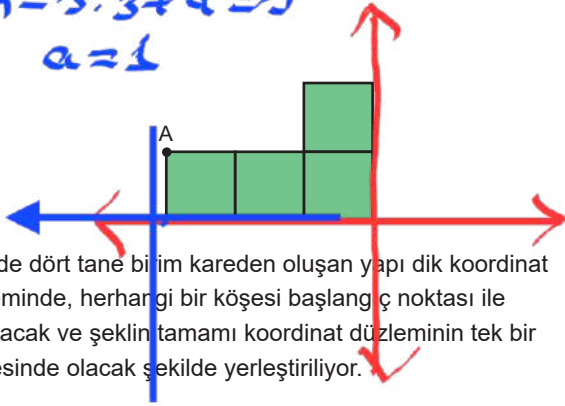 a = 1
A
de dört tane birim kareden oluşan yapı dik koordinat
minde, herhangi bir köşesi başlangıç noktası ile
acak ve şeklin tamamı koordinat düzleminin tek bir
esinde olacak şekilde yerleştiriliyor.